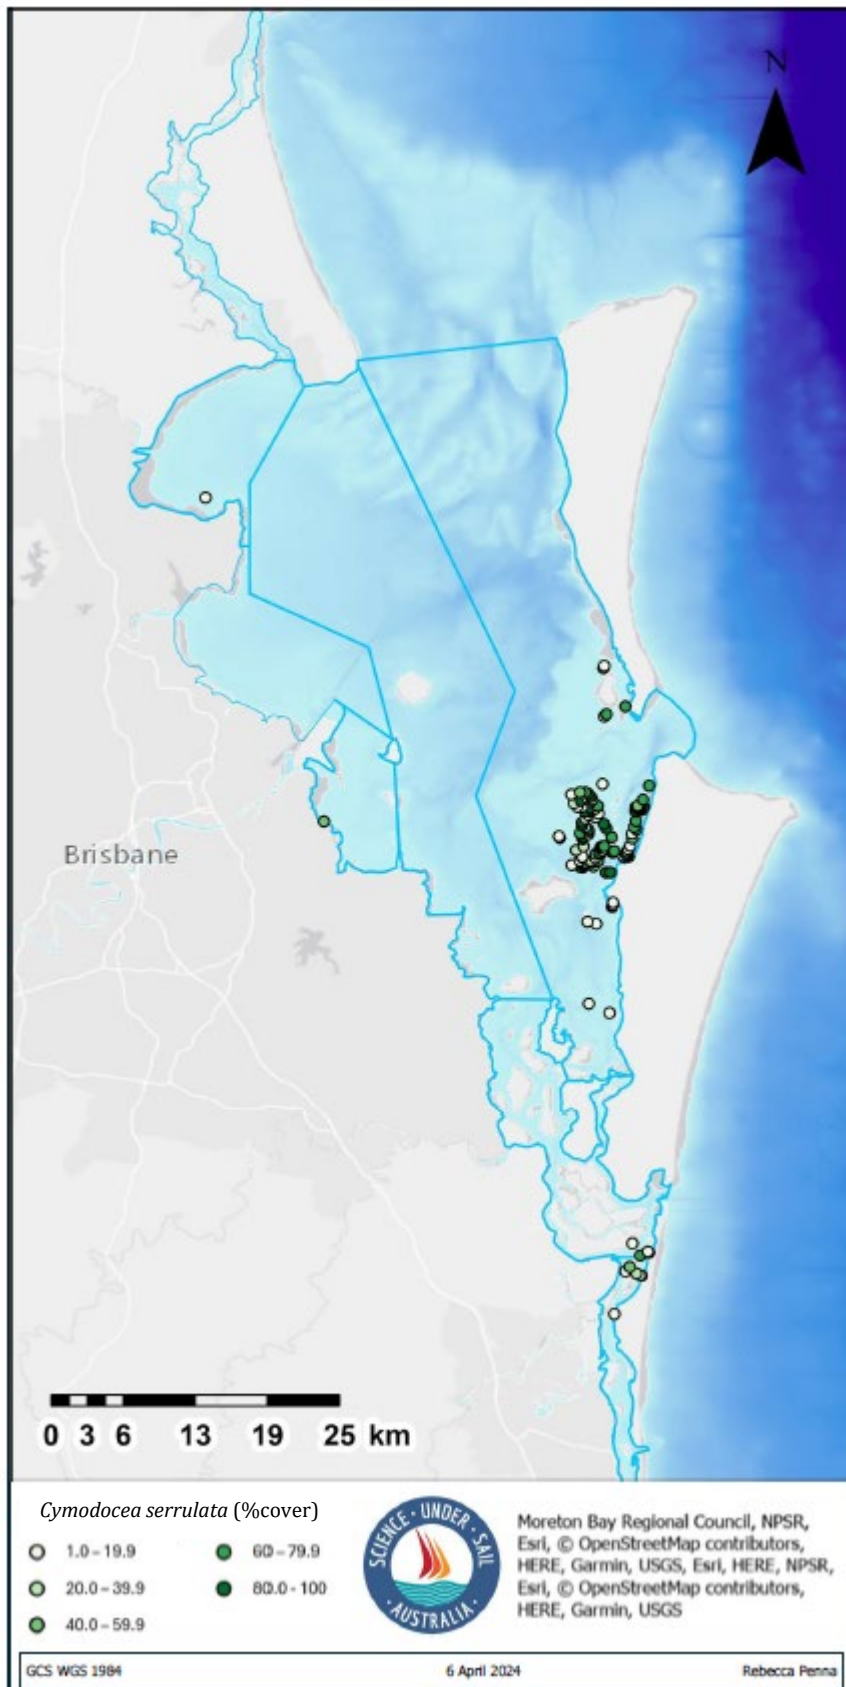 N
Brisbane
0 3 6 13 19 25 km
Cymodocea serrulata (%cover)
1.0 – 19.9
20.0 – 39.9
40.0 – 59.9
60 – 79.9
80.0 - 100
SCIENCE · UNDER · SAIL
· AUSTRALIA ·
Moreton Bay Regional Council, NPSR,
Esri, © OpenStreetMap contributors,
HERE, Garmin, USGS, Esri, HERE, NPSR,
Esri, © OpenStreetMap contributors,
HERE, Garmin, USGS
GCS WGS 1984 6 April 2024 Rebecca Penna